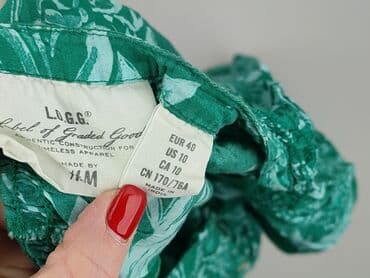 L.O.G.G.®
Label of Graded Goods
AUTHENTIC CONSTRUCTION FOR
TIMELESS APPAREL
MADE BY
H&M
EUR 40
US 10
CA 10
CN 170/76A
MADE IN